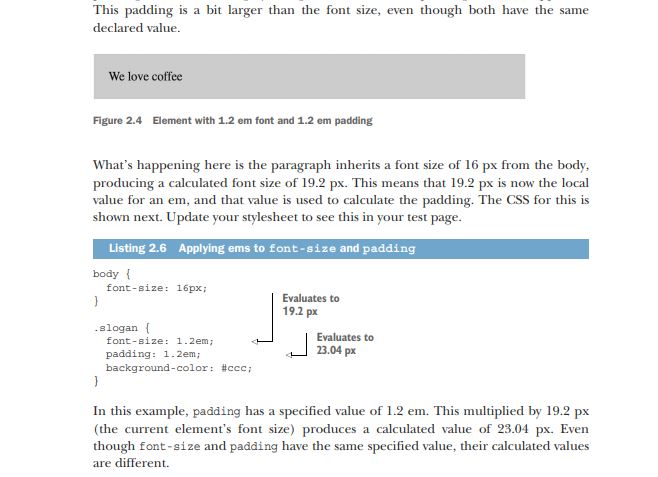 This padding is a bit larger than the font size, even though both have the same
declared value.
We love coffee
Figure 2.4 Element with 1.2 em font and 1.2 em padding
What's happening here is the paragraph inherits a font size of 16 px from the body,
producing a calculated font size of 19.2 px. This means that 19.2 px is now the local
value for an em, and that value is used to calculate the padding. The CSS for this is
shown next. Update your stylesheet to see this in your test page.
Listing 2.6 Applying ems to font-size and padding
body {
font-size: 16px;
}
Evaluates to
19.2 px
.slogan {
font-size: 1.2em;
padding: 1.2em;
background-color: #ccc;
}
Evaluates to
23.04 px
In this example, padding has a specified value of 1.2 em. This multiplied by 19.2 px
(the current element's font size) produces a calculated value of 23.04 px. Even
though font-size and padding have the same specified value, their calculated values
are different.